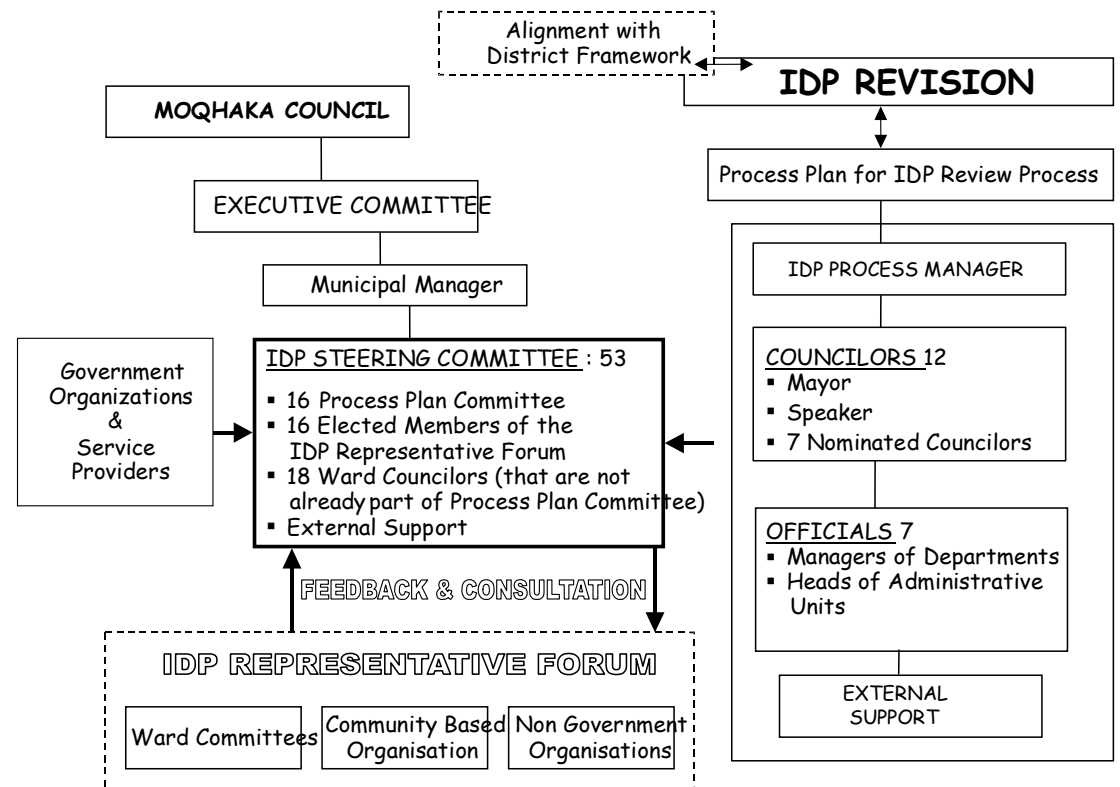 Alignment with
District Framework
IDP REVISION
MOQHAKA COUNCIL
Process Plan for IDP Review Process
EXECUTIVE COMMITTEE
IDP PROCESS MANAGER
Municipal Manager
Government
Organizations
&
Service
Providers
IDP STEERING COMMITTEE : 53
▪ 16 Process Plan Committee
▪ 16 Elected Members of the
IDP Representative Forum
▪ 18 Ward Councilors (that are not
already part of Process Plan Committee)
▪ External Support
COUNCILORS 12
▪ Mayor
▪ Speaker
▪ 7 Nominated Councilors
OFFICIALS 7
▪ Managers of Departments
▪ Heads of Administrative
Units
EXTERNAL
SUPPORT
FEEDBACK & CONSULTATION
IDP REPRESENTATIVE FORUM
Ward Committees
Community Based
Organisation
Non Government
Organisations